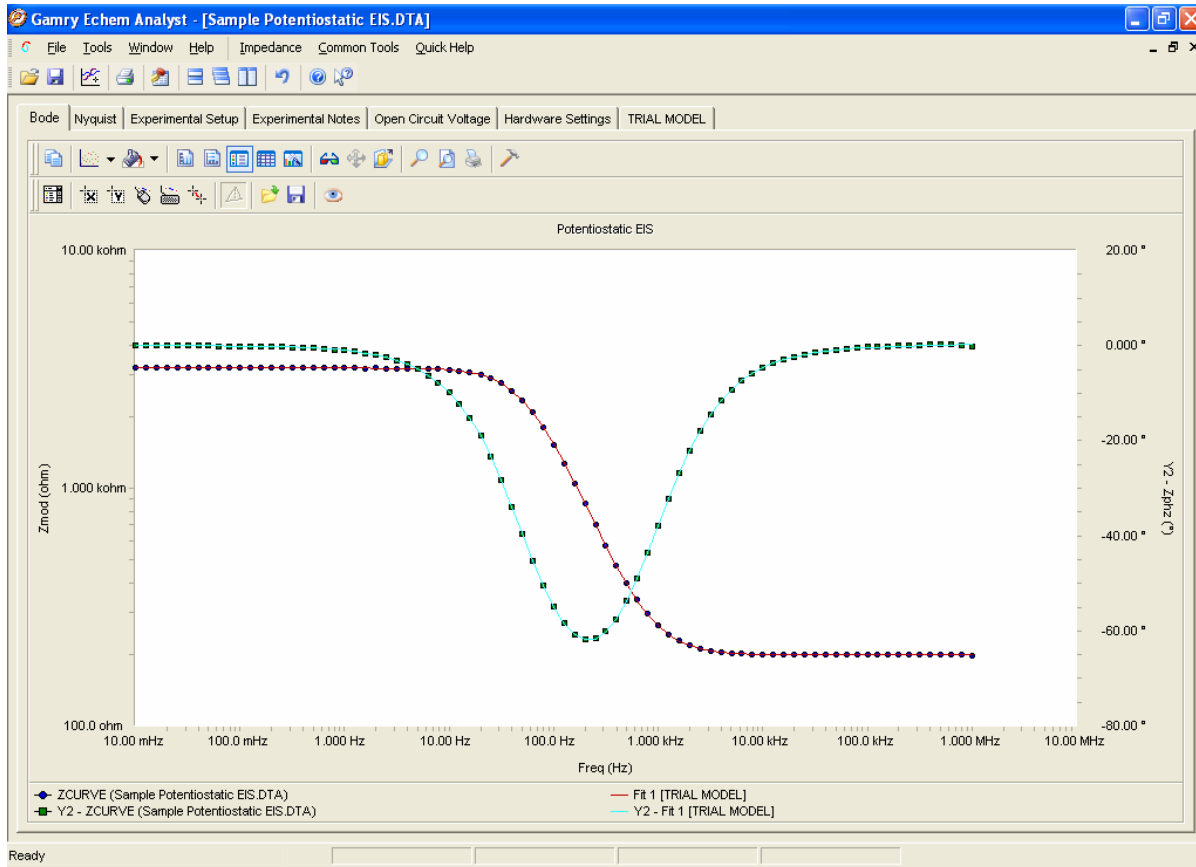 Gamry Echem Analyst - [Sample Potentiostatic EIS.DTA]
File Tools Window Help Impedance Common Tools Quick Help
Bode Nyquist Experimental Setup Experimental Notes Open Circuit Voltage Hardware Settings TRIAL MODEL
Potentiostatic EIS
10.00 kohm
1.000 kohm
100.0 ohm
Zmod (ohm)
20.00 °
0.000 °
-20.00 °
-40.00 °
-60.00 °
-80.00 °
Y2 - Zphz (°)
10.00 mHz 100.0 mHz 1.000 Hz 10.00 Hz 100.0 Hz 1.000 kHz 10.00 kHz 100.0 kHz 1.000 MHz 10.00 MHz
Freq (Hz)
ZCURVE (Sample Potentiostatic EIS.DTA) Fit 1 [TRIAL MODEL]
Y2 - ZCURVE (Sample Potentiostatic EIS.DTA) Y2 - Fit 1 [TRIAL MODEL]
Ready